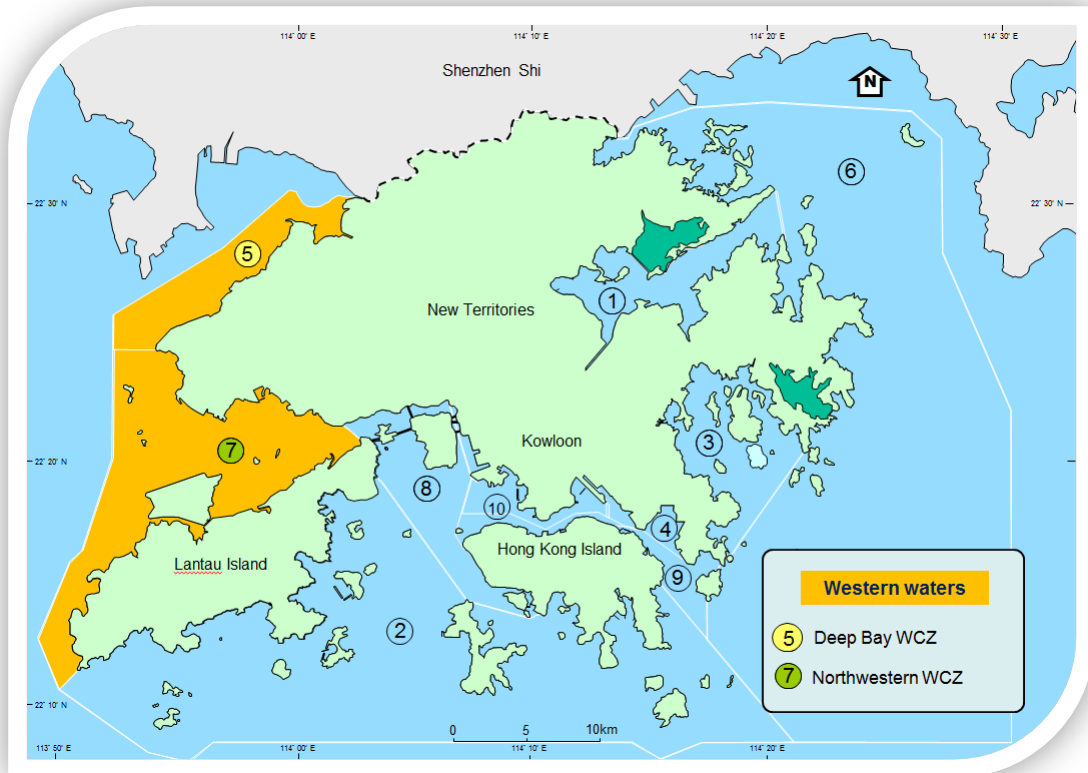 114° 00' E
114° 10' E
114° 20' E
114° 30' E
Shenzhen Shi
N
6
22° 30' N
22° 30' N
5
1
New Territories
3
Kowloon
7
22° 20' N
22° 20' N
8
10
4
Hong Kong Island
Lantau Island
9
2
Western waters
5 Deep Bay WCZ
7 Northwestern WCZ
22° 10' N
22° 10' N
0 5 10km
113° 50' E
114° 00' E
114° 10' E
114° 20' E